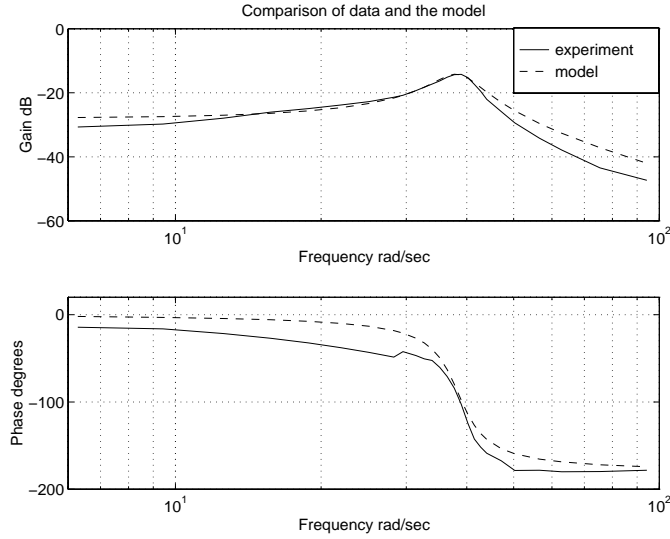 Comparison of data and the model
experiment
model
0
−20
−40
−60
Gain dB
10^1
10^2
Frequency rad/sec
0
−100
−200
Phase degrees
10^1
10^2
Frequency rad/sec